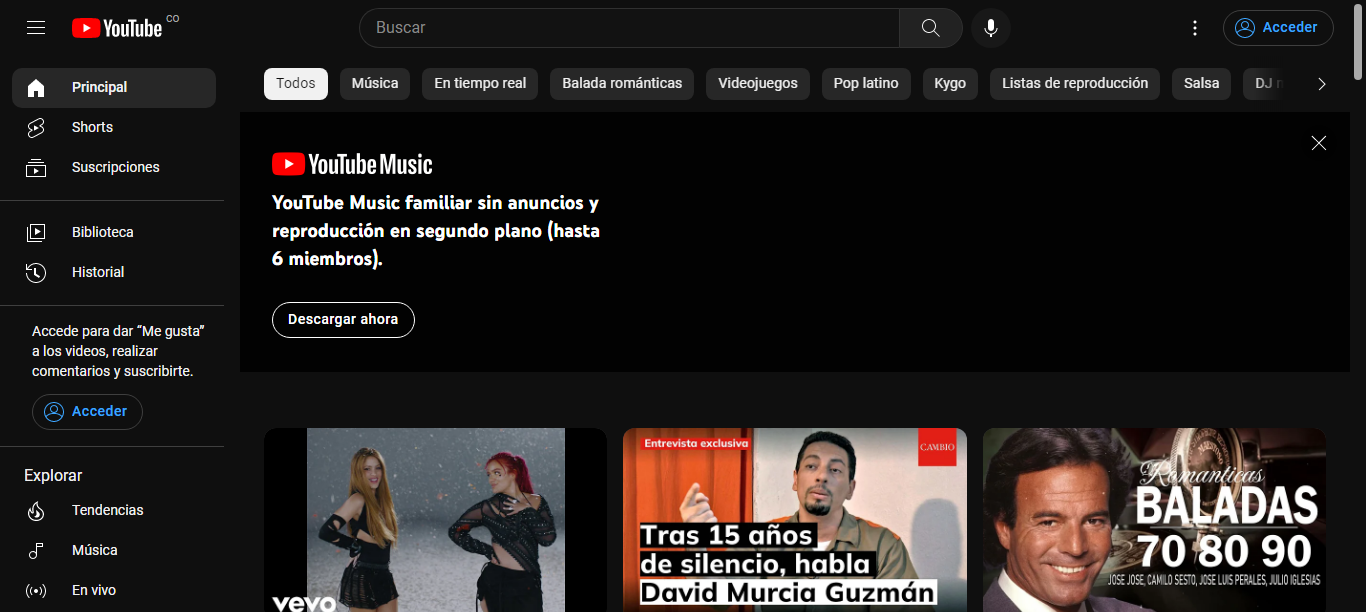 YouTube CO
Buscar
Acceder
Principal
Shorts
Suscripciones
Biblioteca
Historial
Accede para dar “Me gusta”
a los videos, realizar
comentarios y suscribirte.
Acceder
Explorar
Tendencias
Música
En vivo
Todos
Música
En tiempo real
Balada románticas
Videojuegos
Pop latino
Kygo
Listas de reproducción
Salsa
DJ
YouTube Music
YouTube Music familiar sin anuncios y
reproducción en segundo plano (hasta
6 miembros).
Descargar ahora
vevo
Entrevista exclusiva
CAMBIO
Tras 15 años
de silencio, habla
David Murcia Guzmán
Romanticas
BALADAS
70 80 90
JOSE JOSE, CAMILO SESTO, JOSE LUIS PERALES, JULIO IGLESIAS